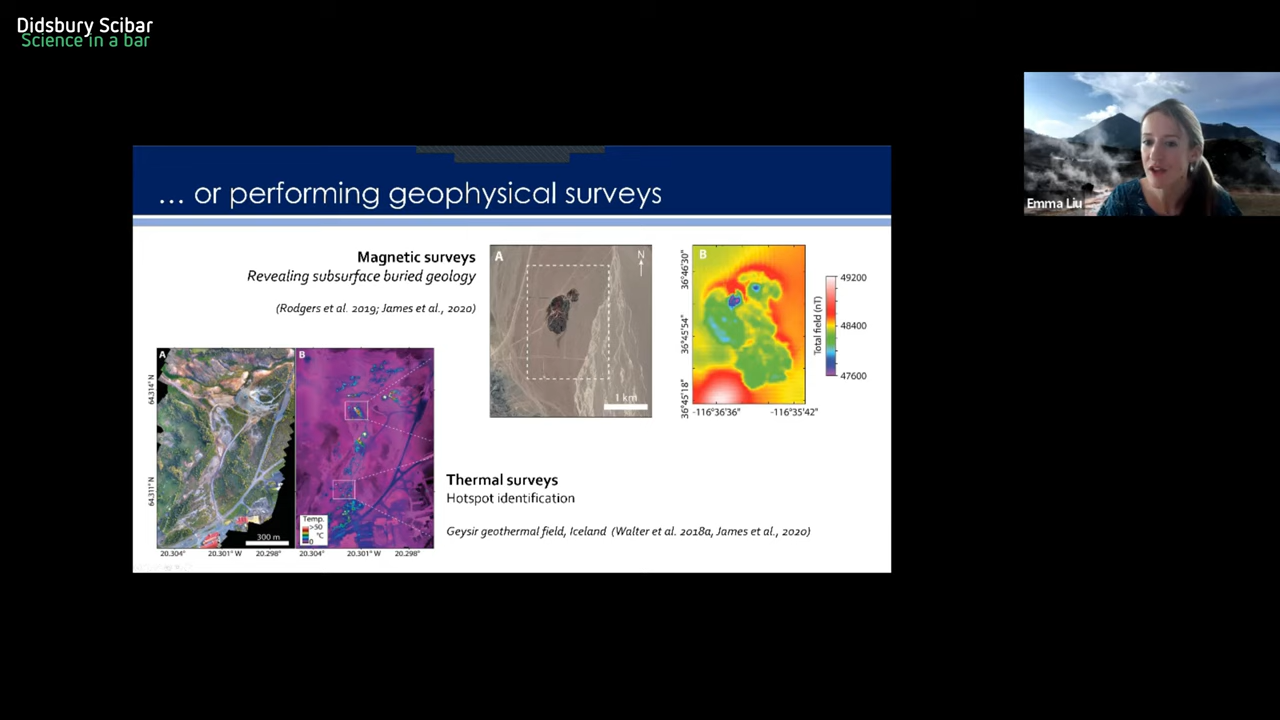 Didsbury Scibar
Science in a bar
Emma Liu
... or performing geophysical surveys
Magnetic surveys
Revealing subsurface buried geology
(Rodgers et al. 2019; James et al., 2020)
A
N
1 km
B
36°46'30"
36°45'54"
36°45'18"
-116°36'36"
-116°35'42"
Total field (nT)
49200
48400
47600
A
64.314° N
64.311° N
300 m
20.304°
20.301° W
20.298°
B
Temp.
>50
°C
0
20.304°
20.301° W
20.298°
Thermal surveys
Hotspot identification
Geysir geothermal field, Iceland (Walter et al. 2018a, James et al., 2020)